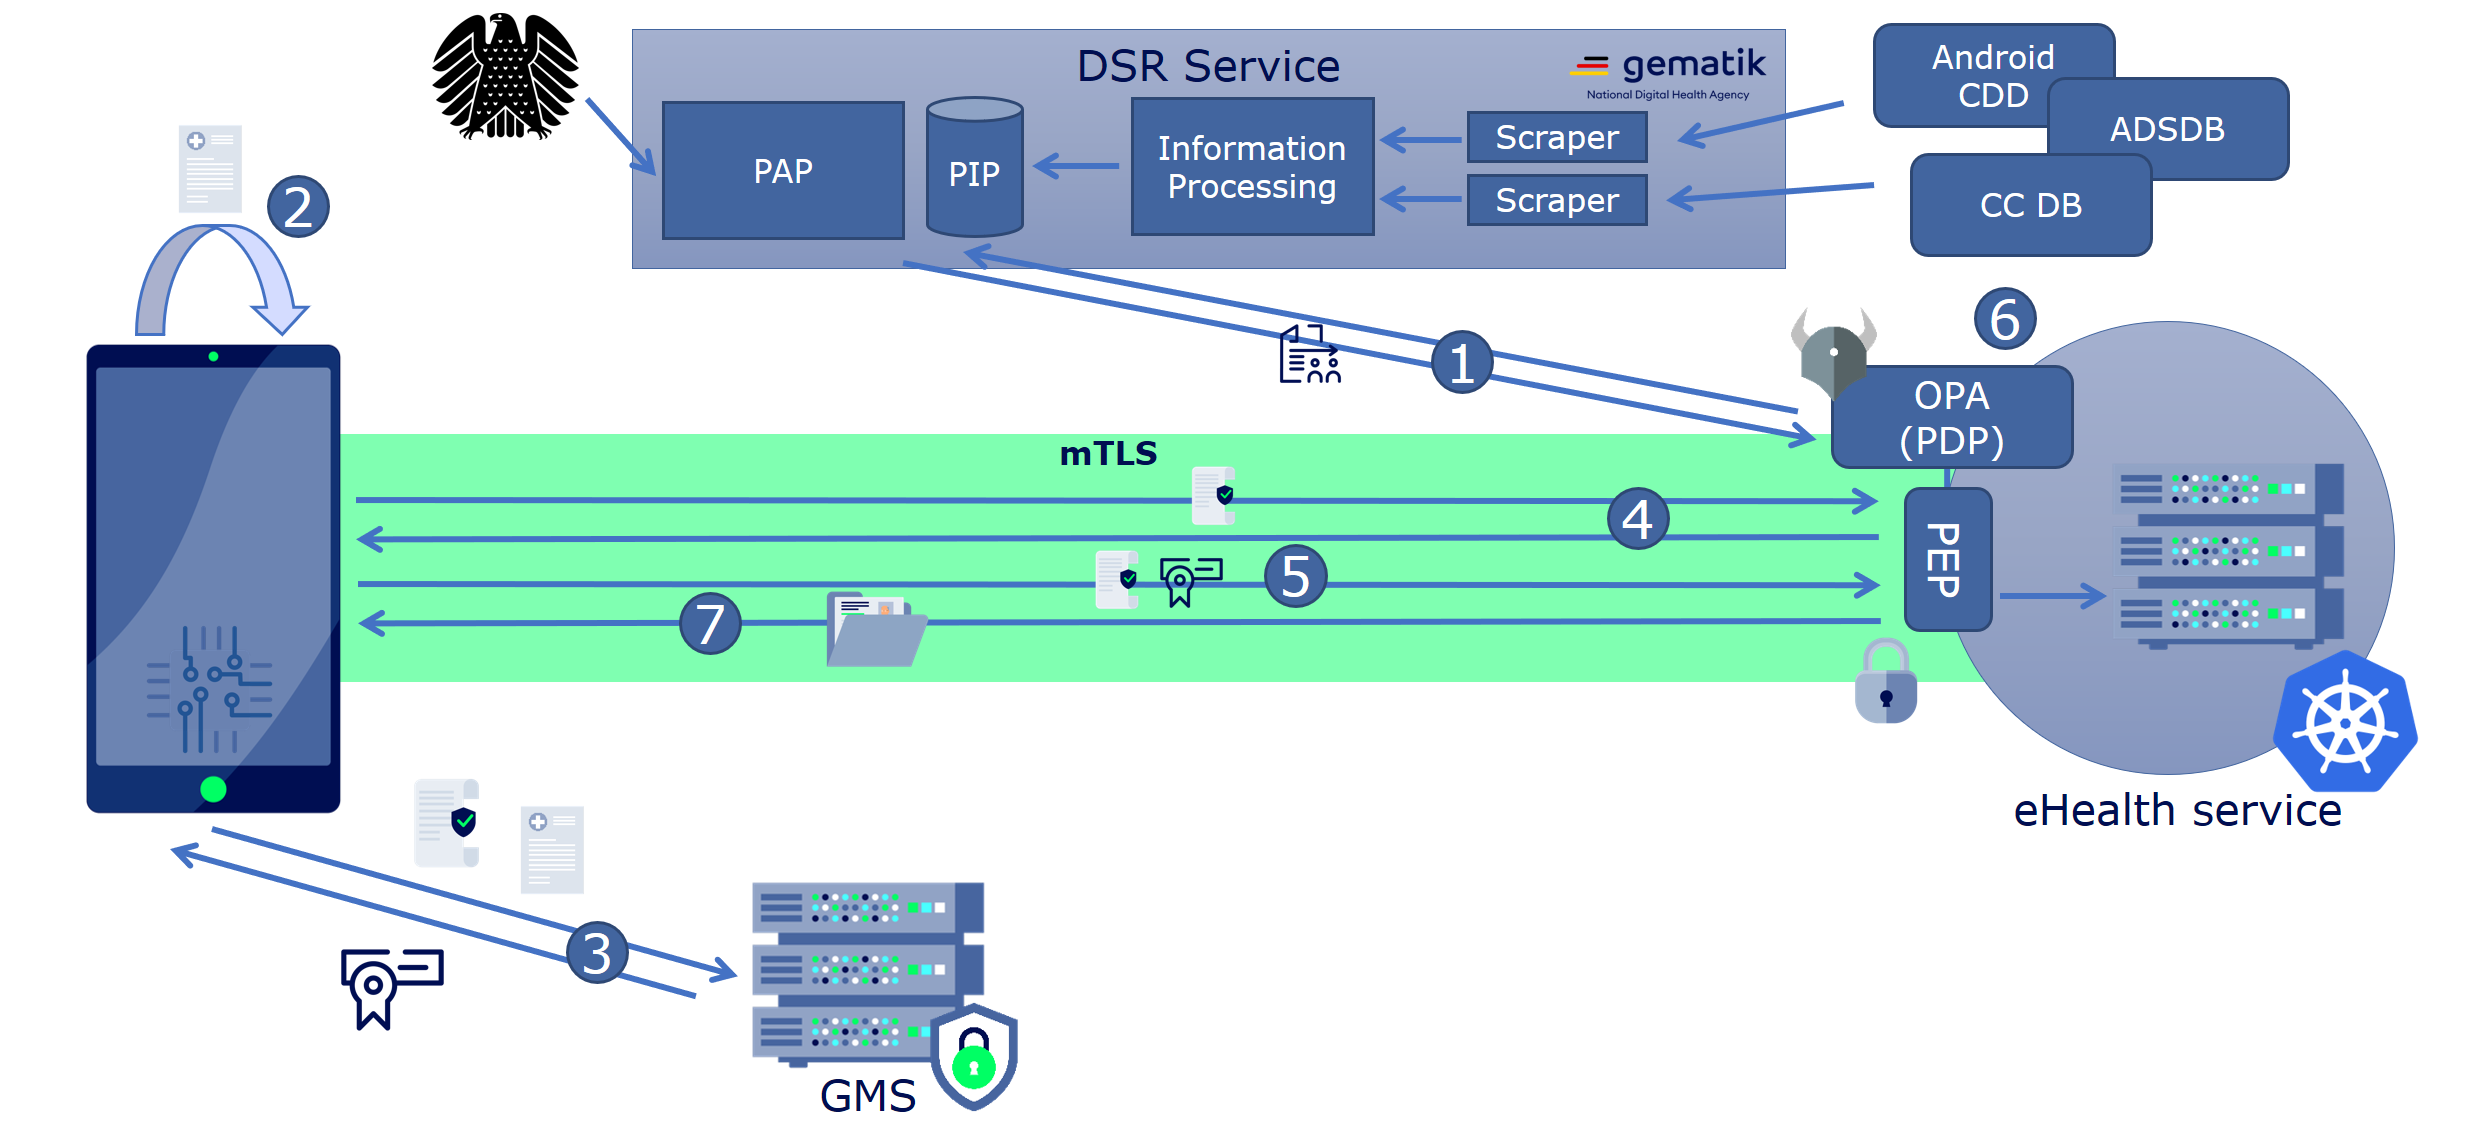 DSR Service
gematik
National Digital Health Agency
PAP
PIP
Information
Processing
Scraper
Scraper
Android
CDD
ADSDB
CC DB
2
1
6
OPA
(PDP)
mTLS
4
5
7
PEP
eHealth service
3
GMS